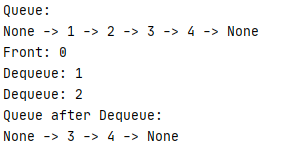 Queue:
None -> 1 -> 2 -> 3 -> 4 -> None
Front: 0
Dequeue: 1
Dequeue: 2
Queue after Dequeue:
None -> 3 -> 4 -> None